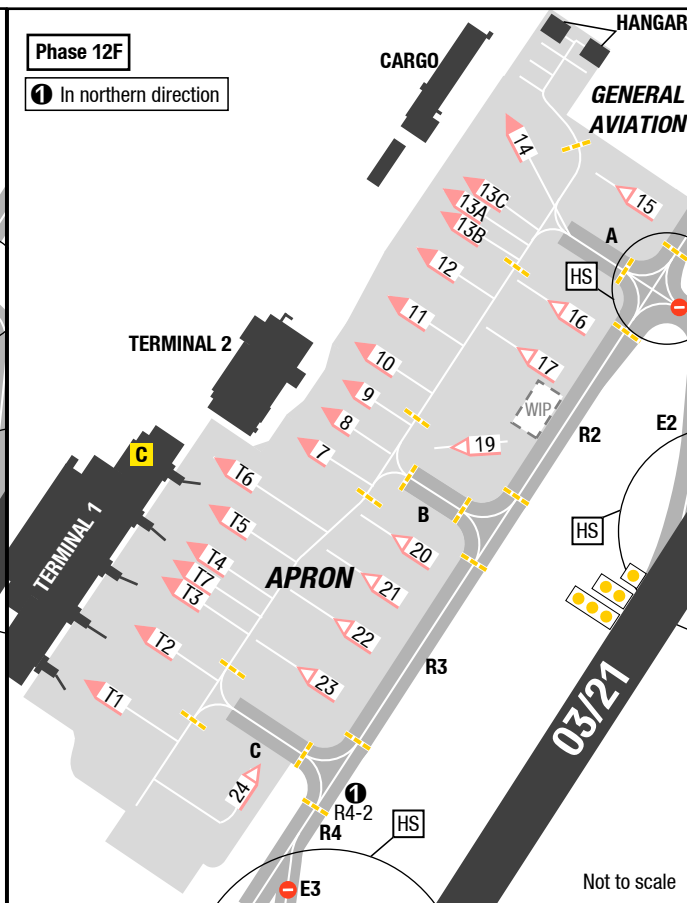 Phase 12F
1 In northern direction
HANGAR
CARGO
GENERAL
AVIATION
14
15
13C
13A
13B
A
HS
12
16
11
TERMINAL 2
10
17
9
WIP
8
R2
E2
19
7
C
T6
B
HS
TERMINAL 1
T5
20
T4
APRON
T7
21
T3
22
T2
R3
23
T1
03/21
C
24
1
R4-2
R4
HS
E3
Not to scale